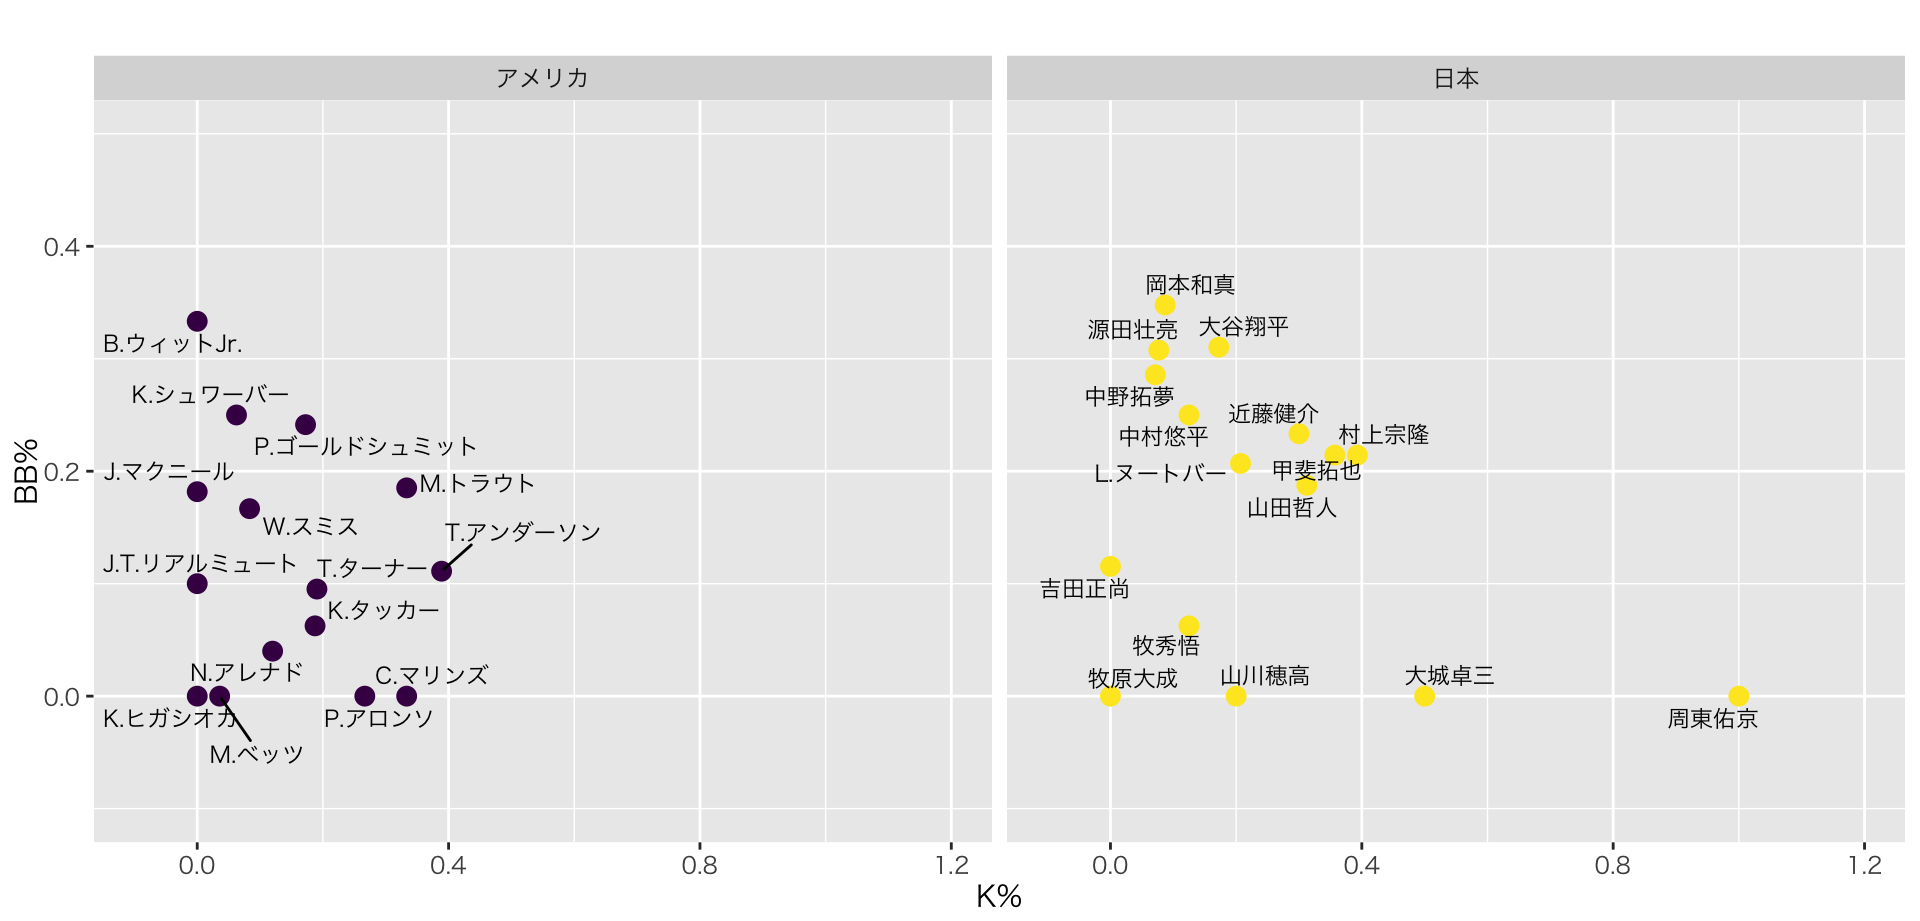 アメリカ
日本
BB%
0.4
0.2
0.0
B.ウィットJr.
K.シュワーバー
P.ゴールドシュミット
J.マクニール
M.トラウト
W.スミス
T.アンダーソン
J.T.リアルミュート
T.ターナー
K.タッカー
N.アレナド
C.マリンズ
K.ヒガシオカ
P.アロンソ
M.ベッツ
岡本和真
源田壮亮
大谷翔平
中野拓夢
近藤健介
中村悠平
村上宗隆
L.ヌートバー
甲斐拓也
山田哲人
吉田正尚
牧秀悟
牧原大成
山川穂高
大城卓三
周東佑京
0.0
0.4
0.8
1.2
0.0
0.4
0.8
1.2
K%